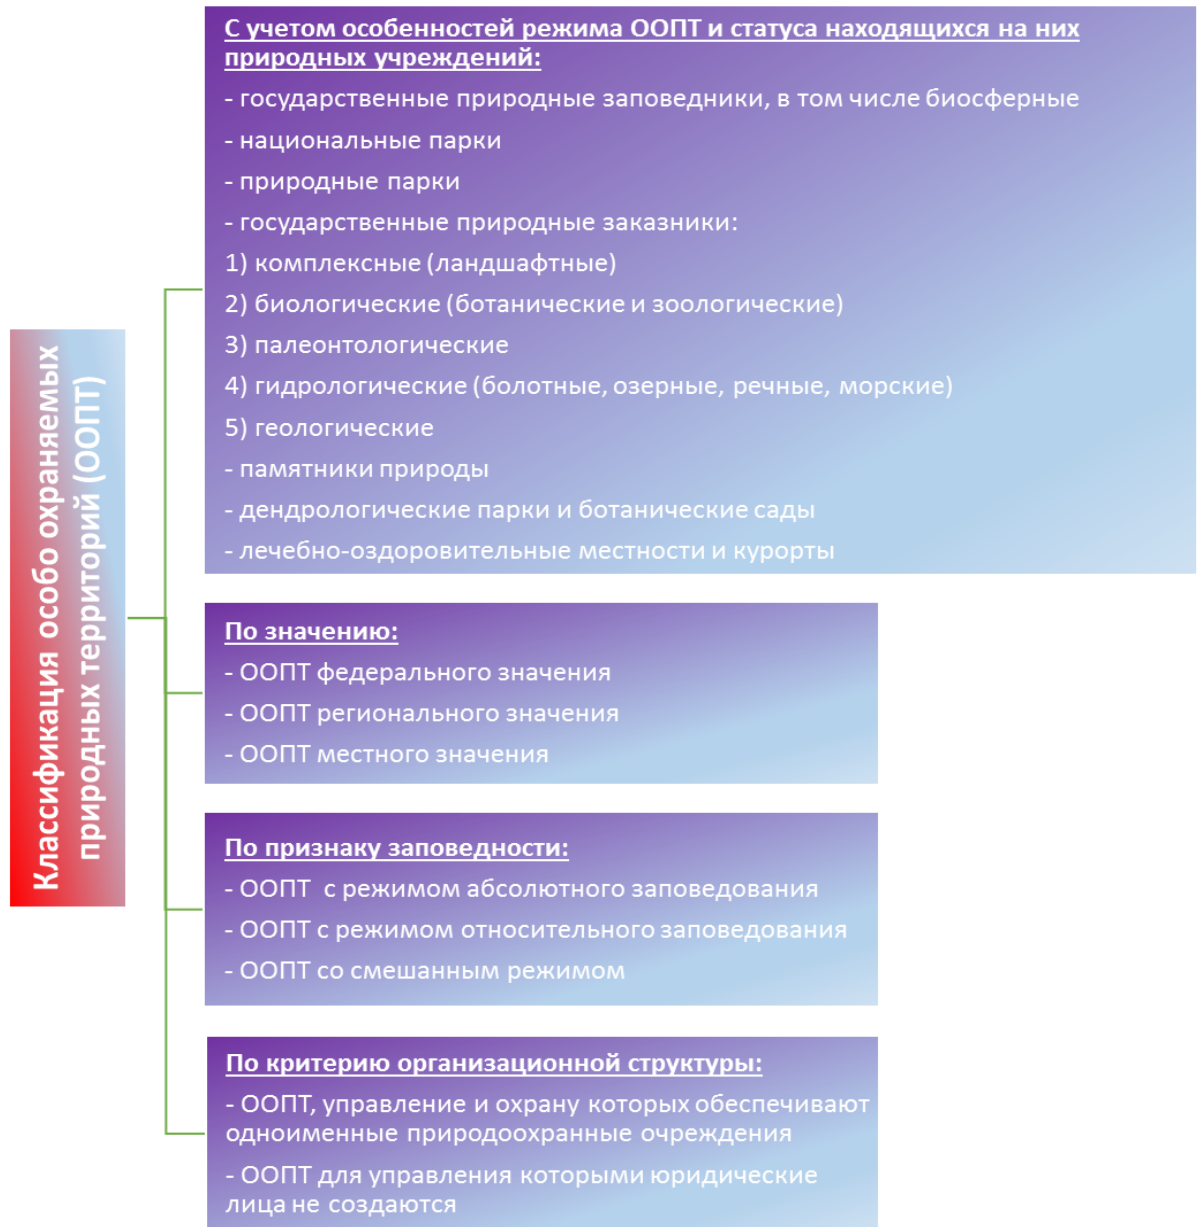 Классификация особо охраняемых
природных территорий (ООПТ)
С учетом особенностей режима ООПТ и статуса находящихся на них
природных учреждений:
- государственные природные заповедники, в том числе биосферные
- национальные парки
- природные парки
- государственные природные заказники:
1) комплексные (ландшафтные)
2) биологические (ботанические и зоологические)
3) палеонтологические
4) гидрологические (болотные, озерные, речные, морские)
5) геологические
- памятники природы
- дендрологические парки и ботанические сады
- лечебно-оздоровительные местности и курорты
По значению:
- ООПТ федерального значения
- ООПТ регионального значения
- ООПТ местного значения
По признаку заповедности:
- ООПТ  с режимом абсолютного заповедования
- ООПТ с режимом относительного заповедования
- ООПТ со смешанным режимом
По критерию организационной структуры:
- ООПТ, управление и охрану которых обеспечивают
одноименные природоохранные очреждения
- ООПТ для управления которыми юридические
лица не создаются